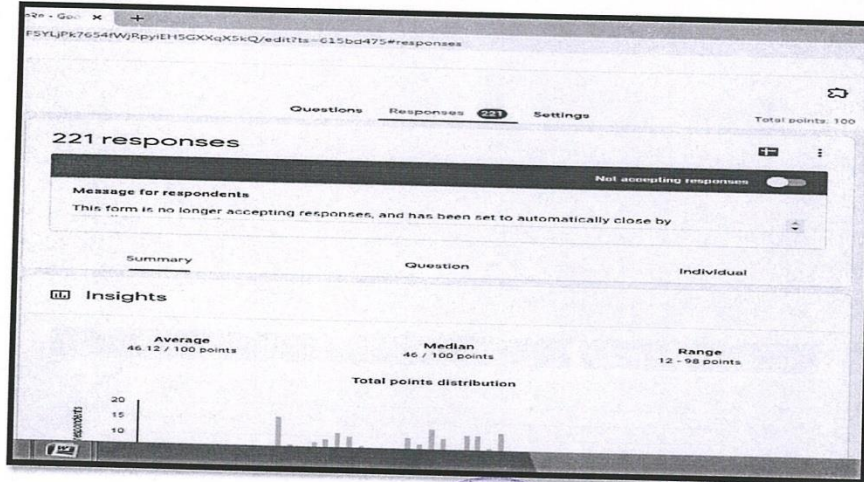 F5YLjPk7654fWjRpyiEH5GXXqX5kQ/edit?ts=615bd475#responses
Questions Responses 221 Settings
Total points: 100
221 responses
Not accepting responses
Message for respondents
This form is no longer accepting responses, and has been set to automatically close by
Summary Question Individual
Insights
Average Median Range
46.12 / 100 points 46 / 100 points 12 - 98 points
Total points distribution
20
15
10